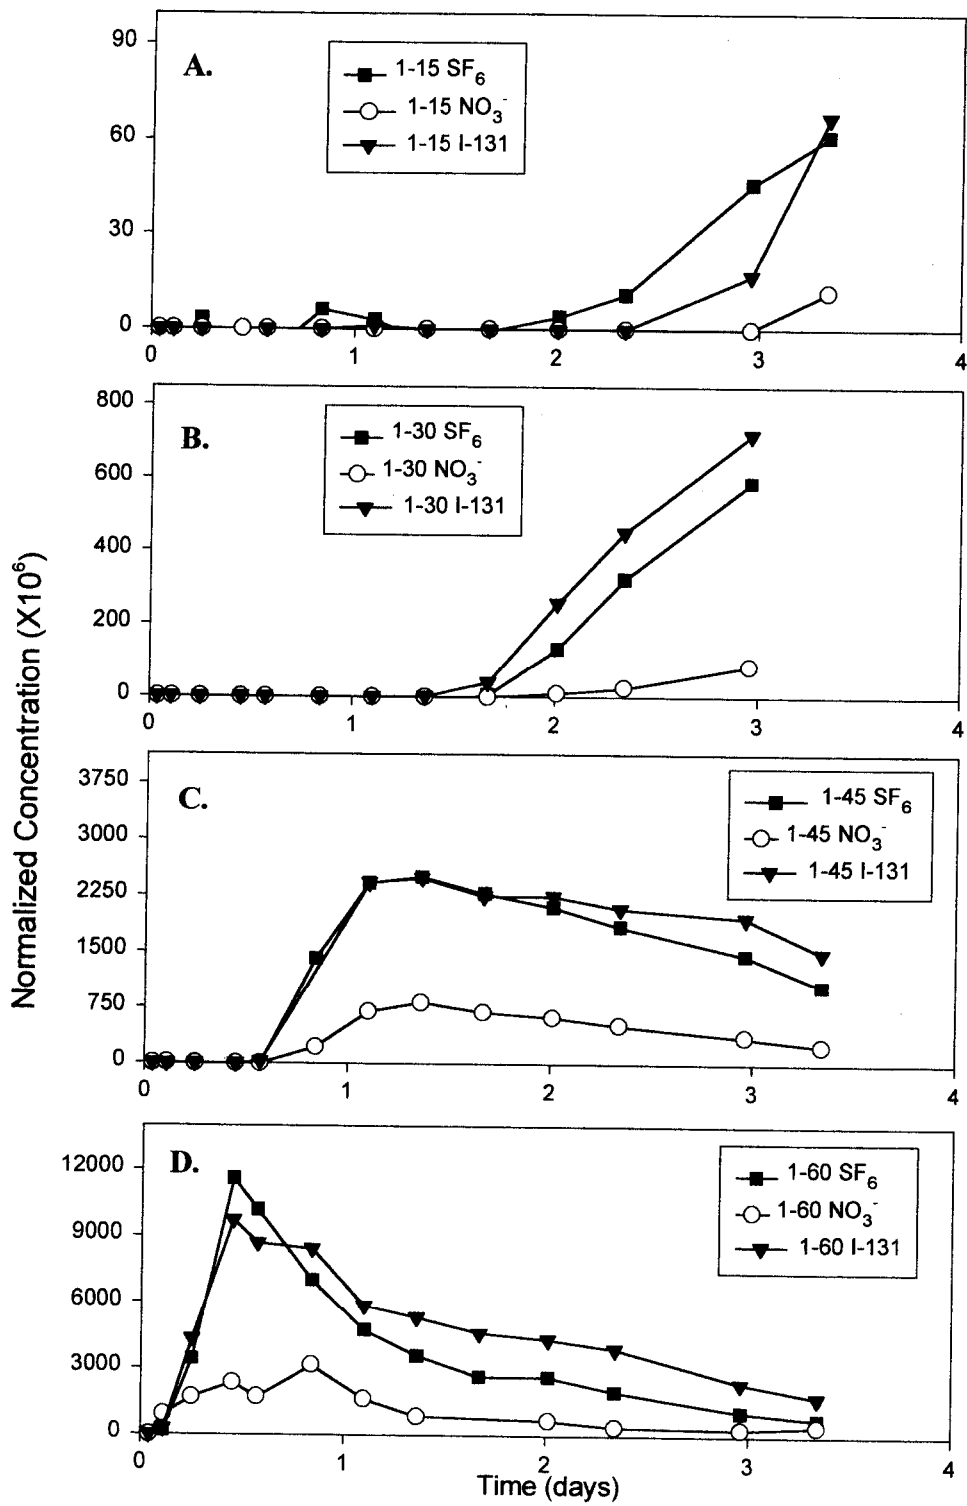 90
A.
1-15 SF6
1-15 NO3-
60
1-15 I-131
30
0
0 1 2 3 4
800
B.
1-30 SF6
1-30 NO3-
600
1-30 I-131
400
200
0
0 1 2 3 4
Normalized Concentration (X10^6)
3750
C.
1-45 SF6
3000
1-45 NO3-
1-45 I-131
2250
1500
750
0
0 1 2 3 4
12000
D.
1-60 SF6
1-60 NO3-
9000
1-60 I-131
6000
3000
0
0 1 2 3 4
Time (days)